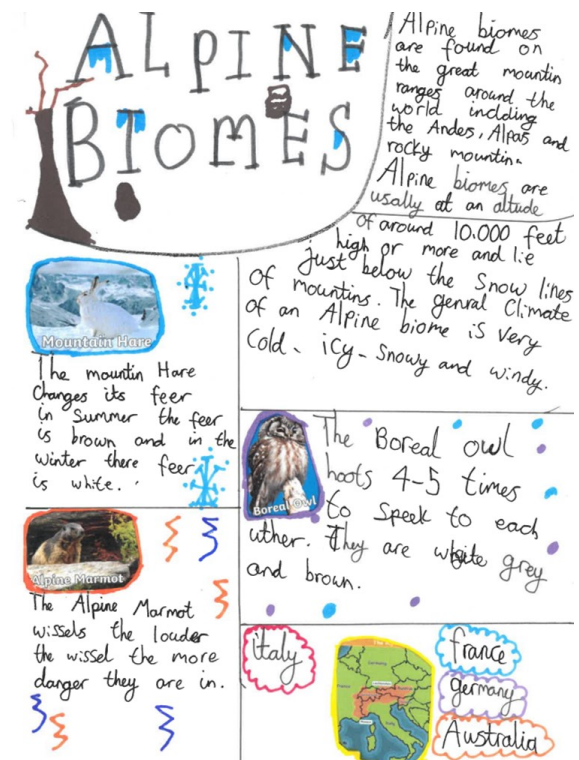 ALPINE
BIOMES
Alpine biomes
are found on
the great mountin
ranges around the
world inclding
the Andes, Alpas and
rocky mountin.
Alpine biomes are
usally at an altude
of around 10.000 feet
high or more and lie
just below the Snow lines
of mountins. The genral Climate
of an Alpine biome is very
Cold- icy- Snowy and windy.
Mountain Hare
The mountin Hare
Changes its feer
in Summer the feer
is brown and in the
winter there feer
is white.
Boreal Owl
The Boreal owl
hoots 4-5 times
to speek to each
uther. They are white grey
and brown.
Alpine Marmot
The Alpine Marmot
wissels the louder
the wissel the more
danger they are in.
italy
france
germany
Australia